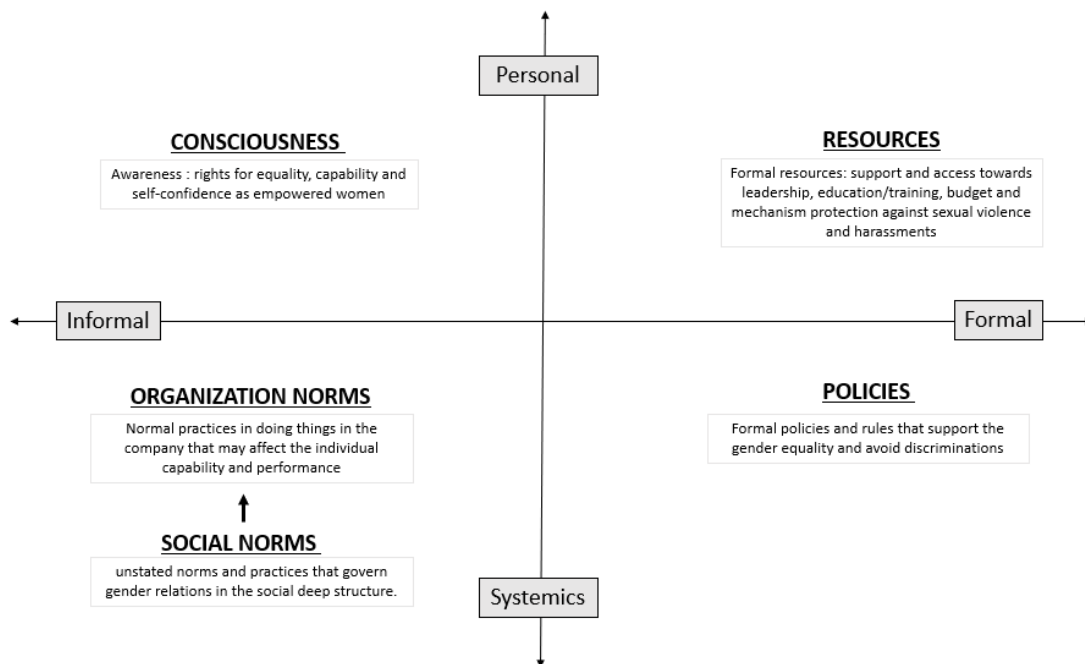 Personal
CONSCIOUSNESS
Awareness : rights for equality, capability and
self-confidence as empowered women
RESOURCES
Formal resources: support and access towards
leadership, education/training, budget and
mechanism protection against sexual violence
and harassments
Informal
Formal
ORGANIZATION NORMS
Normal practices in doing things in the
company that may affect the individual
capability and performance
POLICIES
Formal policies and rules that support the
gender equality and avoid discriminations
SOCIAL NORMS
unstated norms and practices that govern
gender relations in the social deep structure.
Systemics